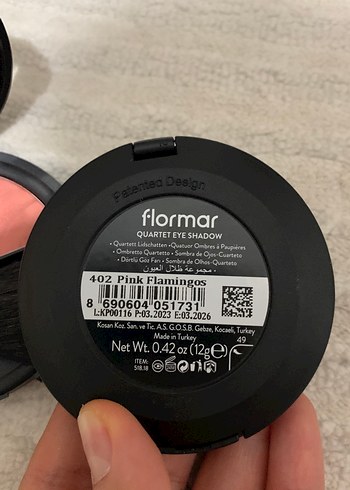 Patented Design
flormar
QUARTET EYE SHADOW
• Quartett Lidschatten • Quatuor Ombres à Paupières
• Ombretto Quartetto • Sombra de Ojos-Cuarteto
• Dörtlü Göz Farı • Sombra de Olhos-Quarteto
• مجموعة ظلال العيون
402 Pink Flamingos
8 690604 051731
L:KP00116 P:03.2023 E:03.2026
Kosan Koz. San. ve Tic. A.S. G.O.S.B. Gebze, Kocaeli, Turkey
Made in Turkey
Net Wt. 0.42 oz (12g℮)
49
ITEM:
518.18